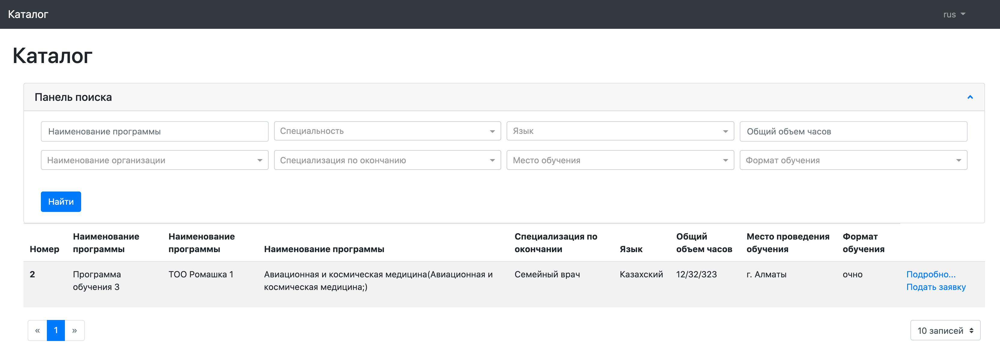 Каталог
rus
Каталог
Панель поиска
Наименование программы
Специальность
Язык
Общий объем часов
Наименование организации
Специализация по окончанию
Место обучения
Формат обучения
Найти
Номер
Наименование
программы
Наименование
программы
Наименование программы
Специализация по
окончании
Язык
Общий
объем часов
Место проведения
обучения
Формат
обучения
2
Программа
обучения 3
ТОО Ромашка 1
Авиационная и космическая медицина(Авиационная и
космическая медицина;)
Семейный врач
Казахский
12/32/323
г. Алматы
очно
Подробно...
Подать заявку
« 1 »
10 записей